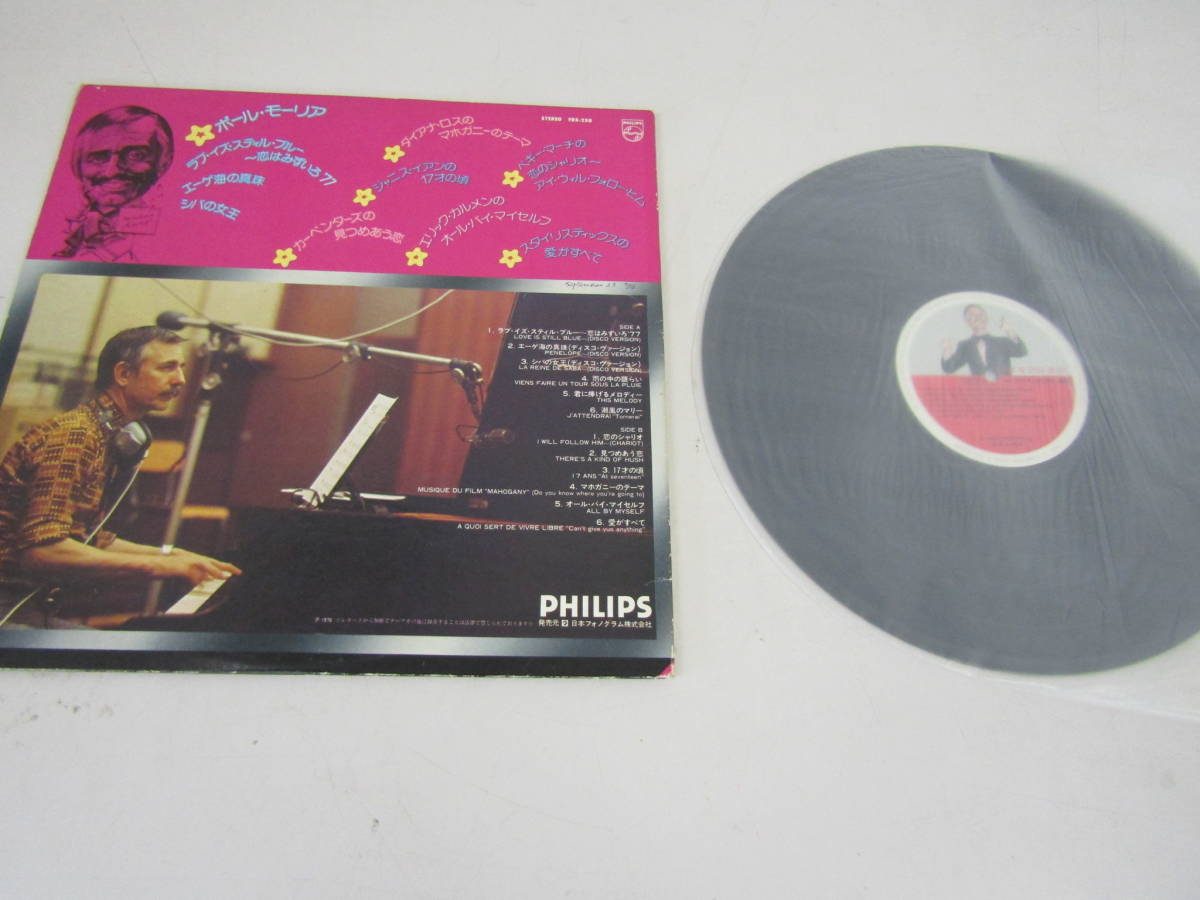 STEREO
PHILIPS
ポール・モーリア
ラブ・イズ・スティル・ブルー
〜恋はみずいろ'77
エーゲ海の真珠
シバの女王
ダイアナ・ロスの
マホガニーのテーマ
ジャニス・イアンの
17才の頃
ペギー・マーチの
恋のシャリオ〜
アイ・ウィル・フォローヒム
カーペンターズの
見つめあう恋
エリック・カルメンの
オール・バイ・マイセルフ
スタイリスティックスの
愛がすべて
SIDE A
1. ラブ・イズ・スティル・ブルー〜恋はみずいろ'77
LOVE IS STILL BLUE—(DISCO VERSION)
2. エーゲ海の真珠(ディスコ・ヴァージョン)
PENELOPE—(DISCO VERSION)
3. シバの女王(ディスコ・ヴァージョン)
LA REINE DE SABA—(DISCO VERSION)
4. 雨の中の語らい
VIENS FAIRE UN TOUR SOUS LA PLUIE
5. 君に捧げるメロディー
THIS MELODY
6. 潮風のマリー
J'ATTENDRAI "Tornerai"
SIDE B
1. 恋のシャリオ
I WILL FOLLOW HIM—(CHARIOT)
2. 見つめあう恋
THERE'S A KIND OF HUSH
3. 17才の頃
17 ANS "At seventeen"
4. マホガニーのテーマ
MUSIQUE DU FILM "MAHOGANY" (Do you know where you're going to)
5. オール・バイ・マイセルフ
ALL BY MYSELF
6. 愛がすべて
A QUOI SERT DE VIVRE LIBRE "Can't give you anything"
PHILIPS
発売元 日本フォノグラム株式会社